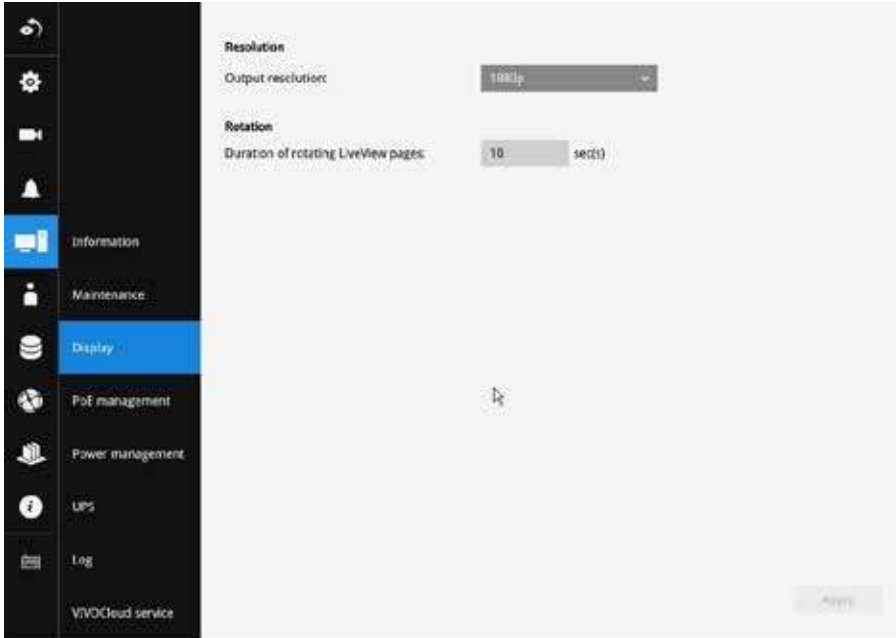 Resolution
Output resolution: 1080p
Rotation
Duration of rotating LiveView pages: 10 sec(s)
Information
Maintenance
Display
PoE management
Power management
UPS
Log
VIVOCloud service
Apply